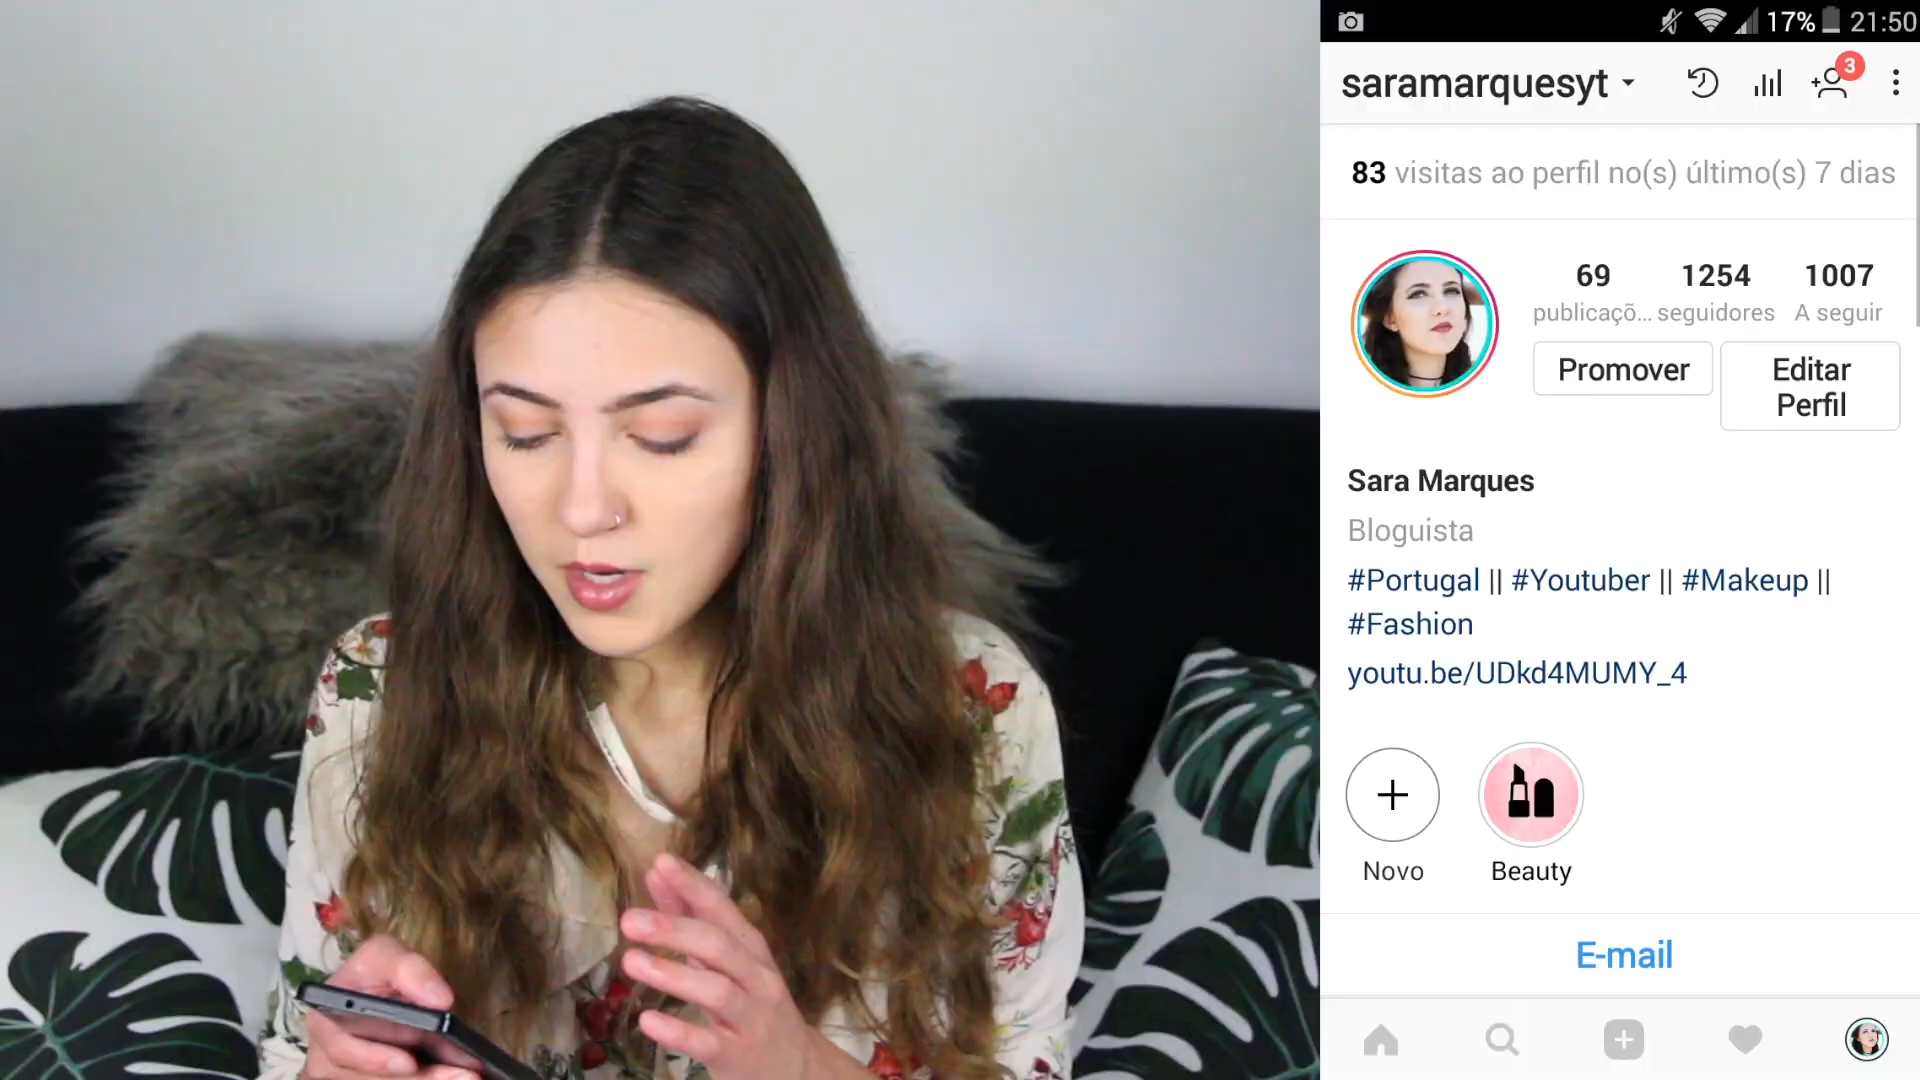 17% 21:50
saramarquesyt
3
83 visitas ao perfil no(s) último(s) 7 dias
69 1254 1007
publicaçõ... seguidores A seguir
Promover
Editar
Perfil
Sara Marques
Bloguista
#Portugal || #Youtuber || #Makeup ||
#Fashion
youtu.be/UDkd4MUMY_4
Novo Beauty
E-mail